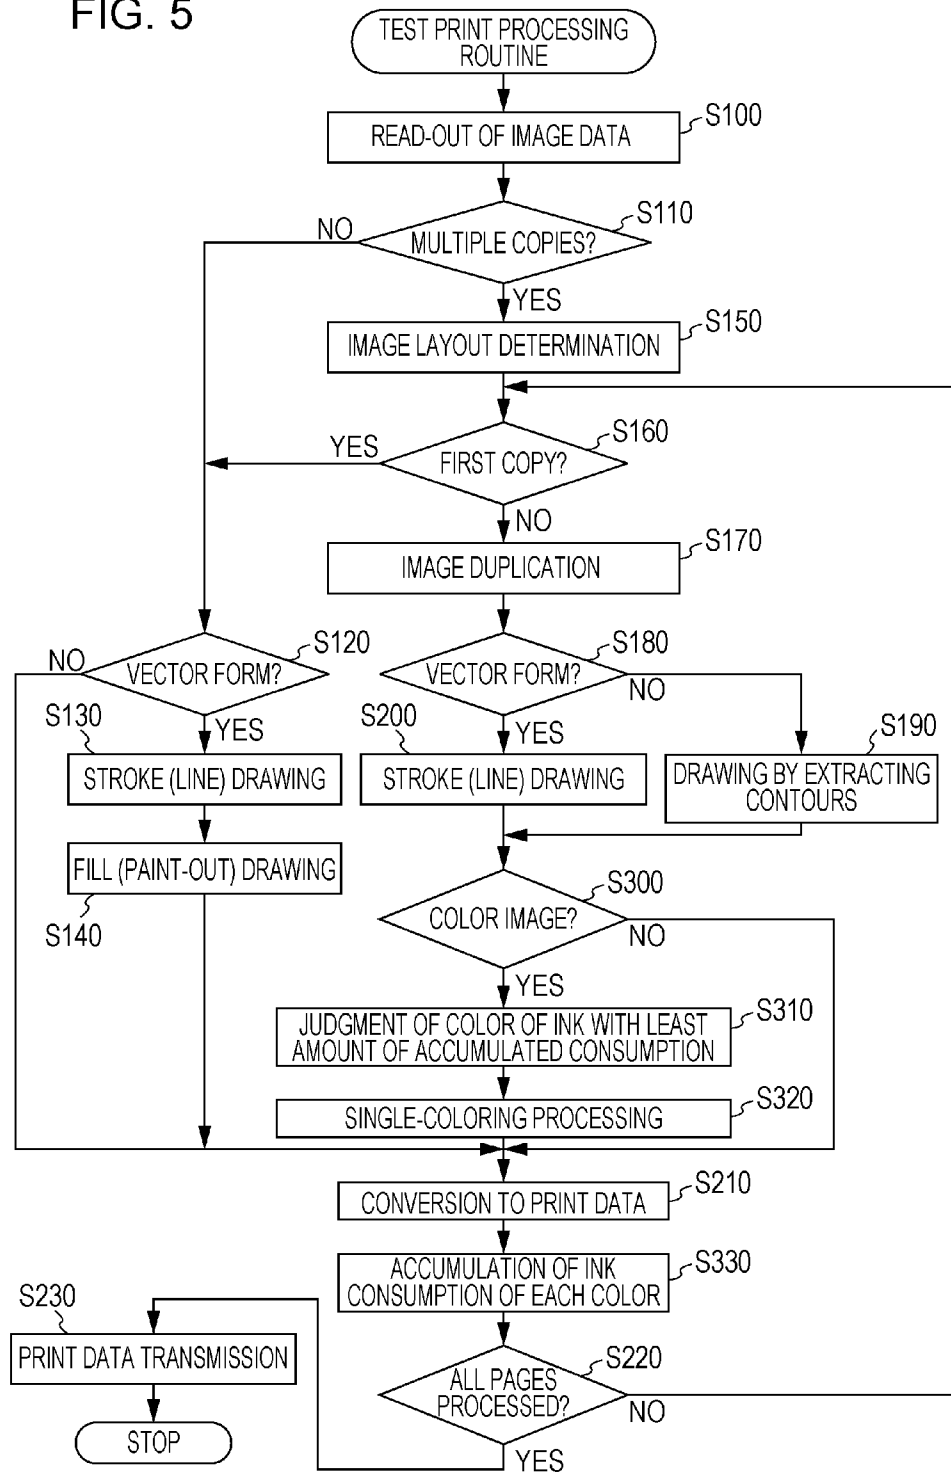 FIG. 5
TEST PRINT PROCESSING
ROUTINE
S100
READ-OUT OF IMAGE DATA
S110
NO
MULTIPLE COPIES?
YES
S150
IMAGE LAYOUT DETERMINATION
S160
YES
FIRST COPY?
NO
S170
IMAGE DUPLICATION
S120
S180
NO
VECTOR FORM?
VECTOR FORM?
NO
S130
YES
S200
YES
S190
STROKE (LINE) DRAWING
STROKE (LINE) DRAWING
DRAWING BY EXTRACTING
CONTOURS
FILL (PAINT-OUT) DRAWING
S140
S300
COLOR IMAGE?
NO
YES
S310
JUDGMENT OF COLOR OF INK WITH LEAST
AMOUNT OF ACCUMULATED CONSUMPTION
S320
SINGLE-COLORING PROCESSING
S210
CONVERSION TO PRINT DATA
S330
ACCUMULATION OF INK
CONSUMPTION OF EACH COLOR
S230
PRINT DATA TRANSMISSION
S220
ALL PAGES
PROCESSED?
NO
STOP
YES